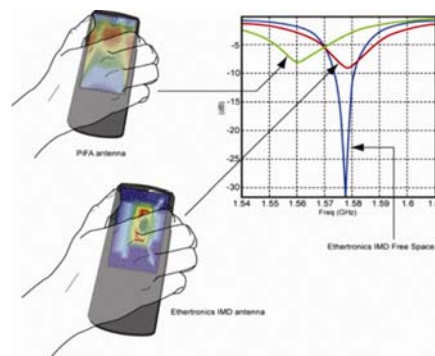 -5
-10
-15
-20
-25
-30
(dB)
1.54
1.55
1.56
1.57
1.58
1.59
1.6
Freq (GHz)
PiFA antenna
Ethertronics IMD Free Space
Ethertronics IMD antenna